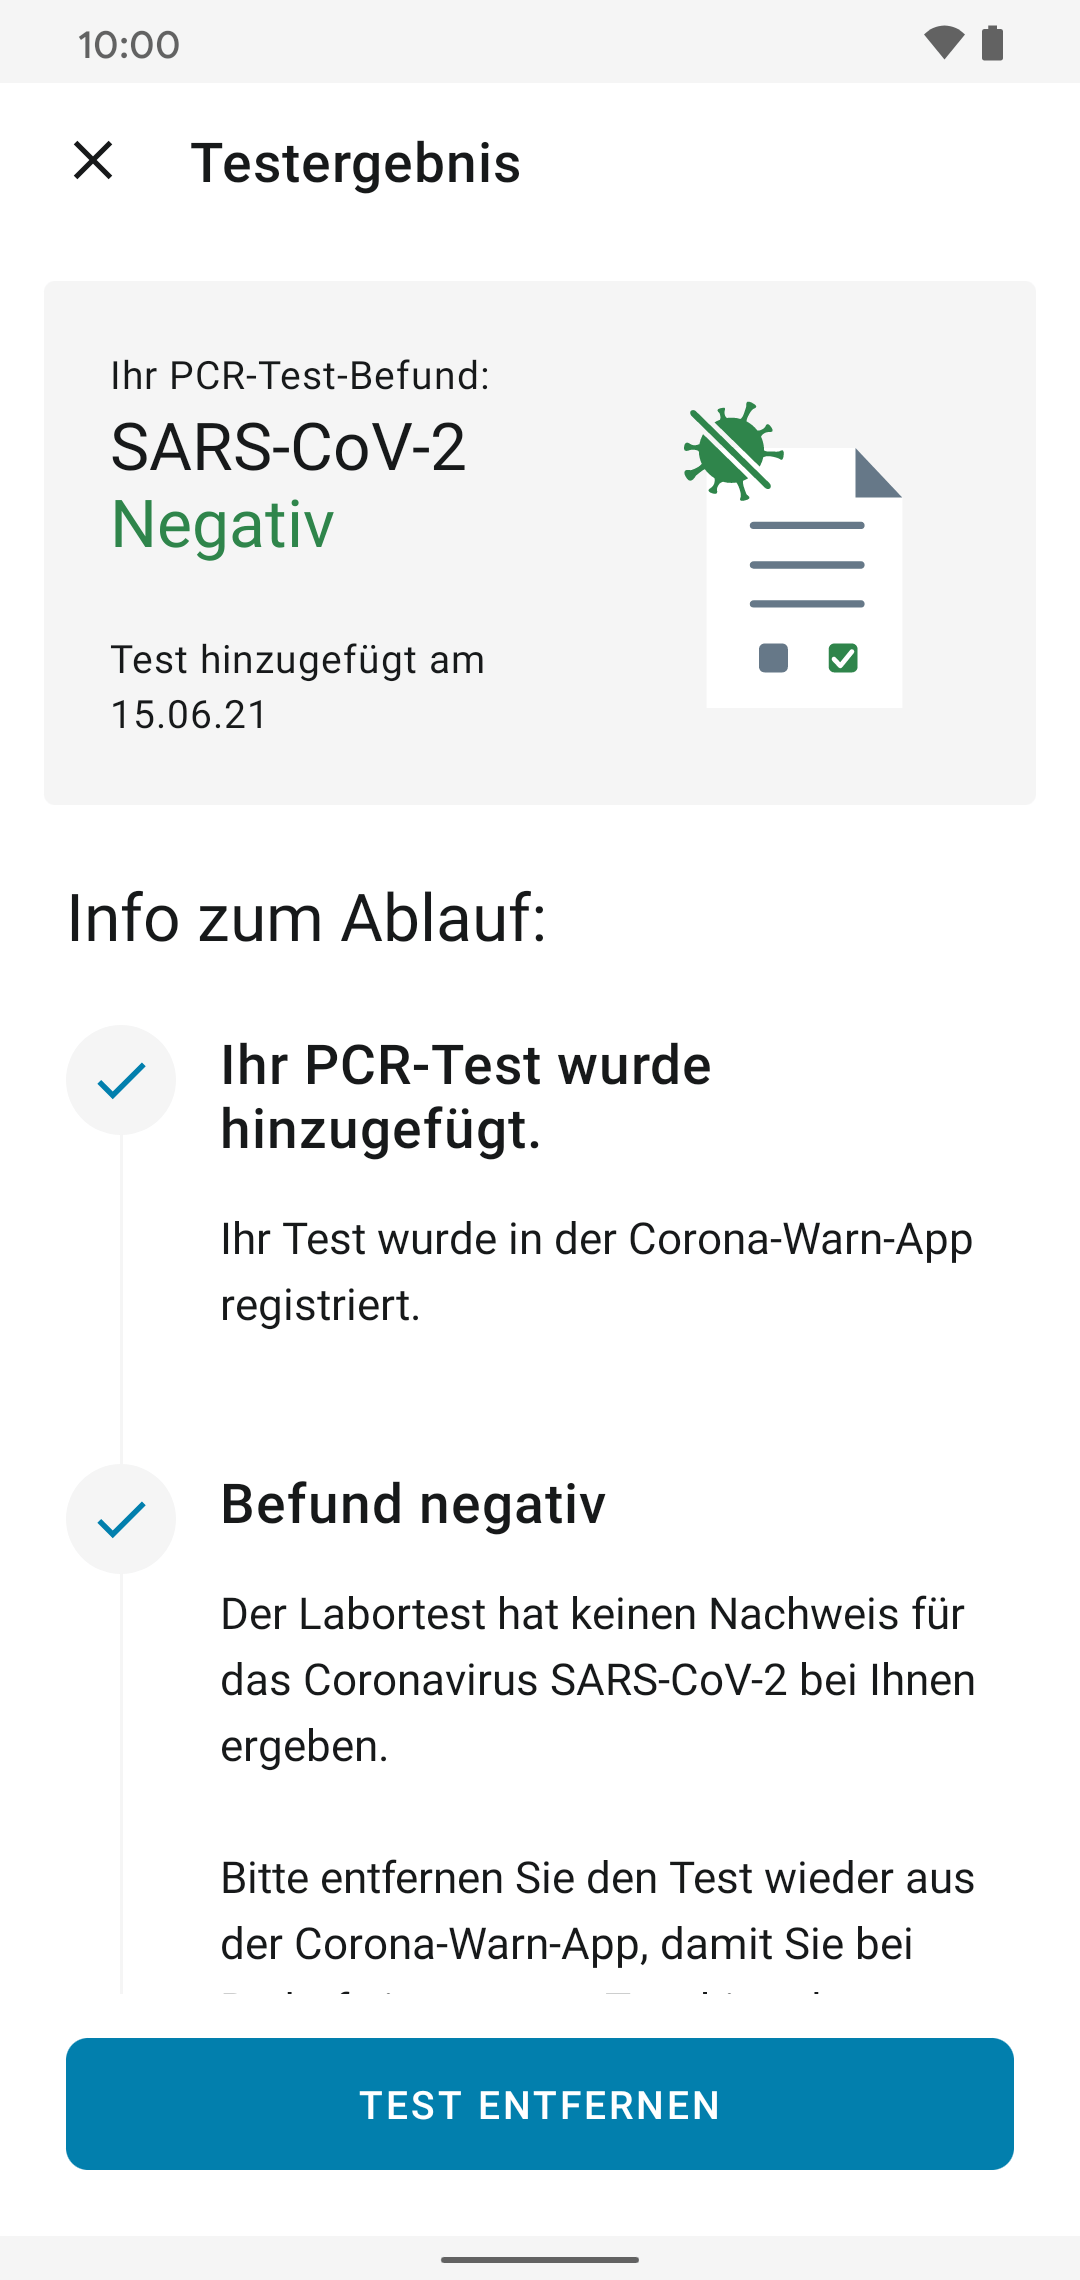 10:00
Testergebnis
Ihr PCR-Test-Befund:
SARS-CoV-2
Negativ
Test hinzugefügt am
15.06.21
Info zum Ablauf:
Ihr PCR-Test wurde
hinzugefügt.
Ihr Test wurde in der Corona-Warn-App
registriert.
Befund negativ
Der Labortest hat keinen Nachweis für
das Coronavirus SARS-CoV-2 bei Ihnen
ergeben.
Bitte entfernen Sie den Test wieder aus
der Corona-Warn-App, damit Sie bei
TEST ENTFERNEN